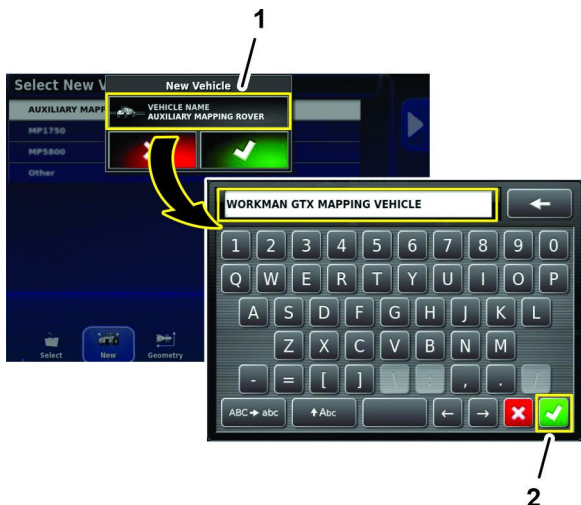 1
Select New V
New Vehicle
AUXILIARY MAPP
VEHICLE NAME
AUXILIARY MAPPING ROVER
MP1750
MP5800
Other
WORKMAN GTX MAPPING VEHICLE
1 2 3 4 5 6 7 8 9 0
Q W E R T Y U I O P
A S D F G H J K L
Z X C V B N M
- = [ ] \ ; , . /
ABC → abc ↑ Abc ← →
Select New Geometry
2